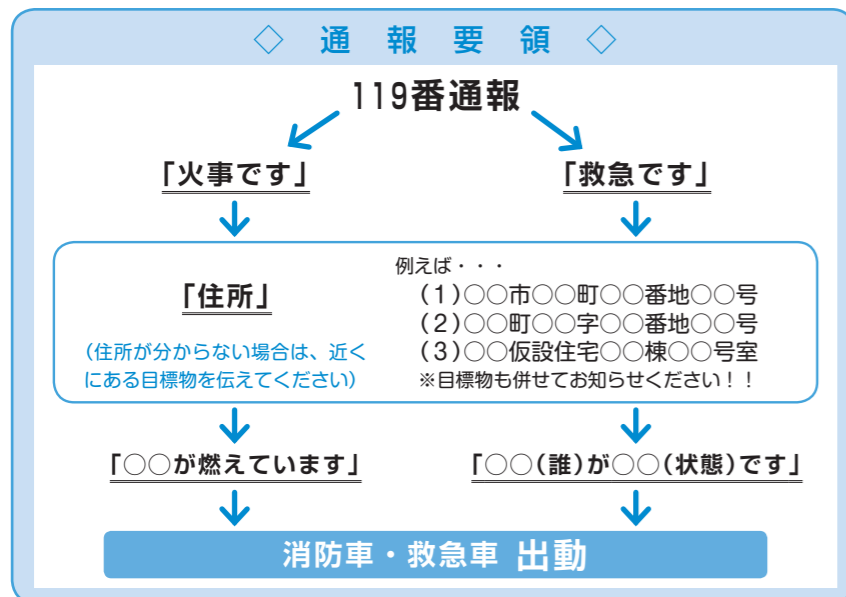 ◇ 通報要領 ◇
119番通報
「火事です」
「救急です」
「住所」
(住所が分からない場合は、近く
にある目標物を伝えてください)
例えば・・・
(1)○○市○○町○○番地○○号
(2)○○町○○字○○番地○○号
(3)○○仮設住宅○○棟○○号室
※目標物も併せてお知らせください！！
「○○が燃えています」
「○○(誰)が○○(状態)です」
消防車・救急車 出動